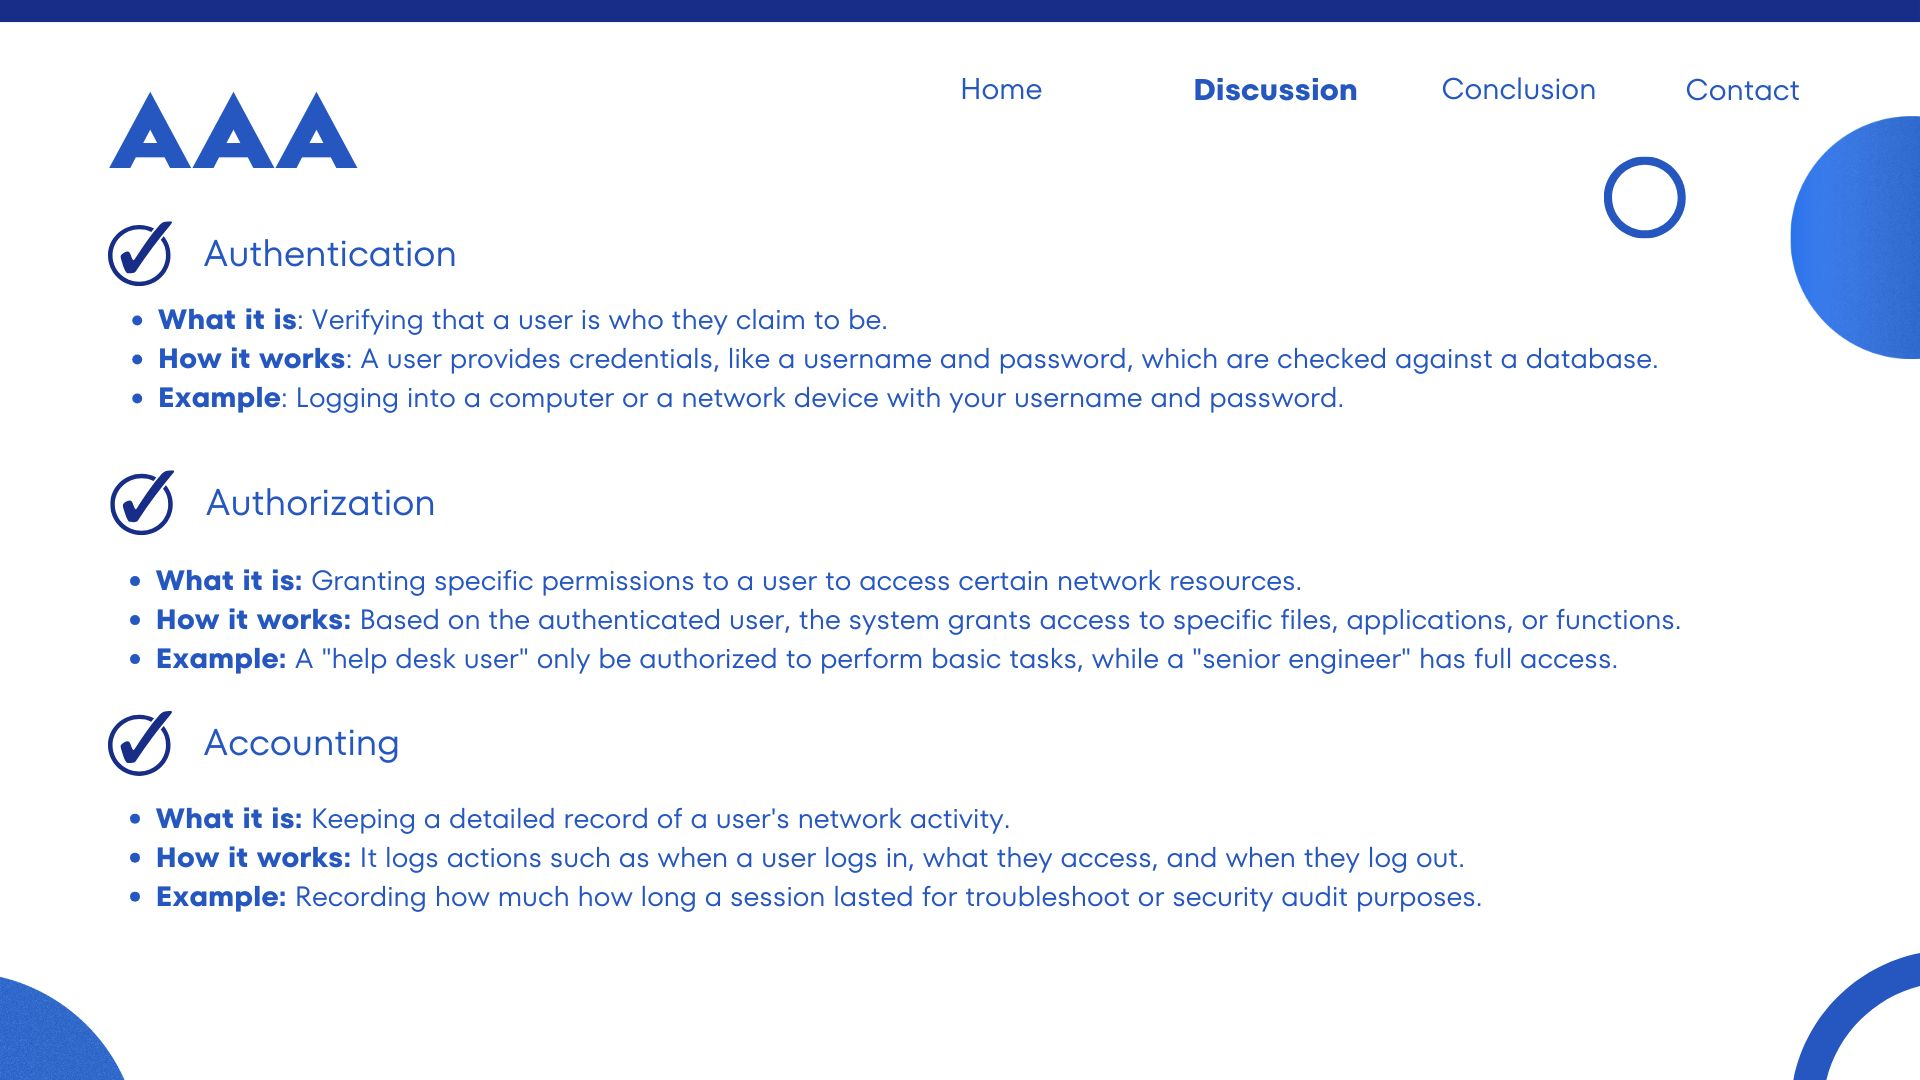 Home Discussion Conclusion Contact
AAA
Authentication
• What it is: Verifying that a user is who they claim to be.
• How it works: A user provides credentials, like a username and password, which are checked against a database.
• Example: Logging into a computer or a network device with your username and password.
Authorization
• What it is: Granting specific permissions to a user to access certain network resources.
• How it works: Based on the authenticated user, the system grants access to specific files, applications, or functions.
• Example: A "help desk user" only be authorized to perform basic tasks, while a "senior engineer" has full access.
Accounting
• What it is: Keeping a detailed record of a user's network activity.
• How it works: It logs actions such as when a user logs in, what they access, and when they log out.
• Example: Recording how much how long a session lasted for troubleshoot or security audit purposes.